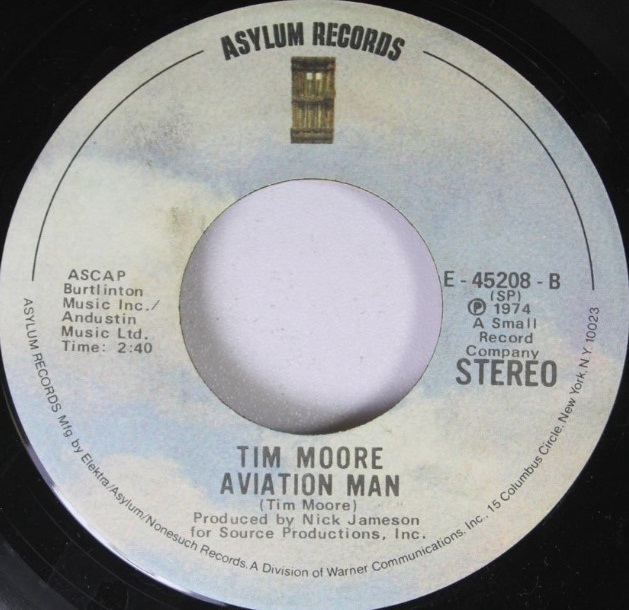 ASYLUM RECORDS
ASCAP
Burtlinton
Music Inc./
Andustin
Music Ltd.
Time: 2:40
E - 45208 - B
(SP)
℗ 1974
A Small
Record
Company
STEREO
TIM MOORE
AVIATION MAN
(Tim Moore)
Produced by Nick Jameson
for Source Productions, Inc.
ASYLUM RECORDS Mfg. by Elektra/Asylum/Nonesuch Records. A Division of Warner Communications, Inc., 15 Columbus Circle, New York, N.Y. 10023